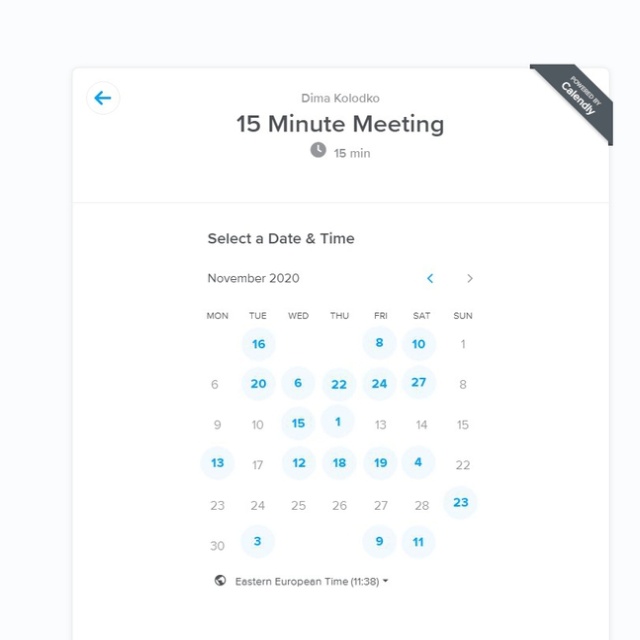 POWERED BY
Calendly
Dima Kolodko
15 Minute Meeting
15 min
Select a Date & Time
November 2020
MON TUE WED THU FRI SAT SUN
16 8 10 1
6 20 6 22 24 27 8
9 10 15 1 13 14 15
13 17 12 18 19 4 22
23 24 25 26 27 28 23
30 3 9 11
Eastern European Time (11:38)